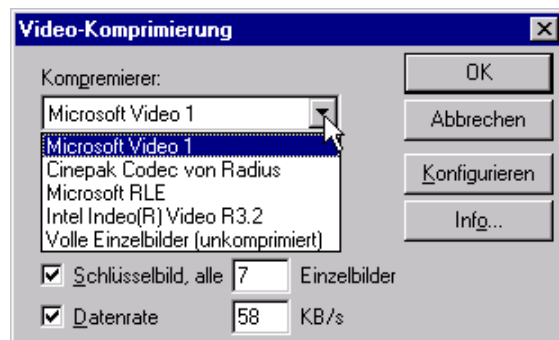 Video-Komprimierung
Kompremierer:
Microsoft Video 1
Microsoft Video 1
Cinepak Codec von Radius
Microsoft RLE
Intel Indeo(R) Video R3.2
Volle Einzelbilder (unkomprimiert)
Schlüsselbild, alle 7 Einzelbilder
Datenrate 58 KB/s
OK
Abbrechen
Konfigurieren
Info...